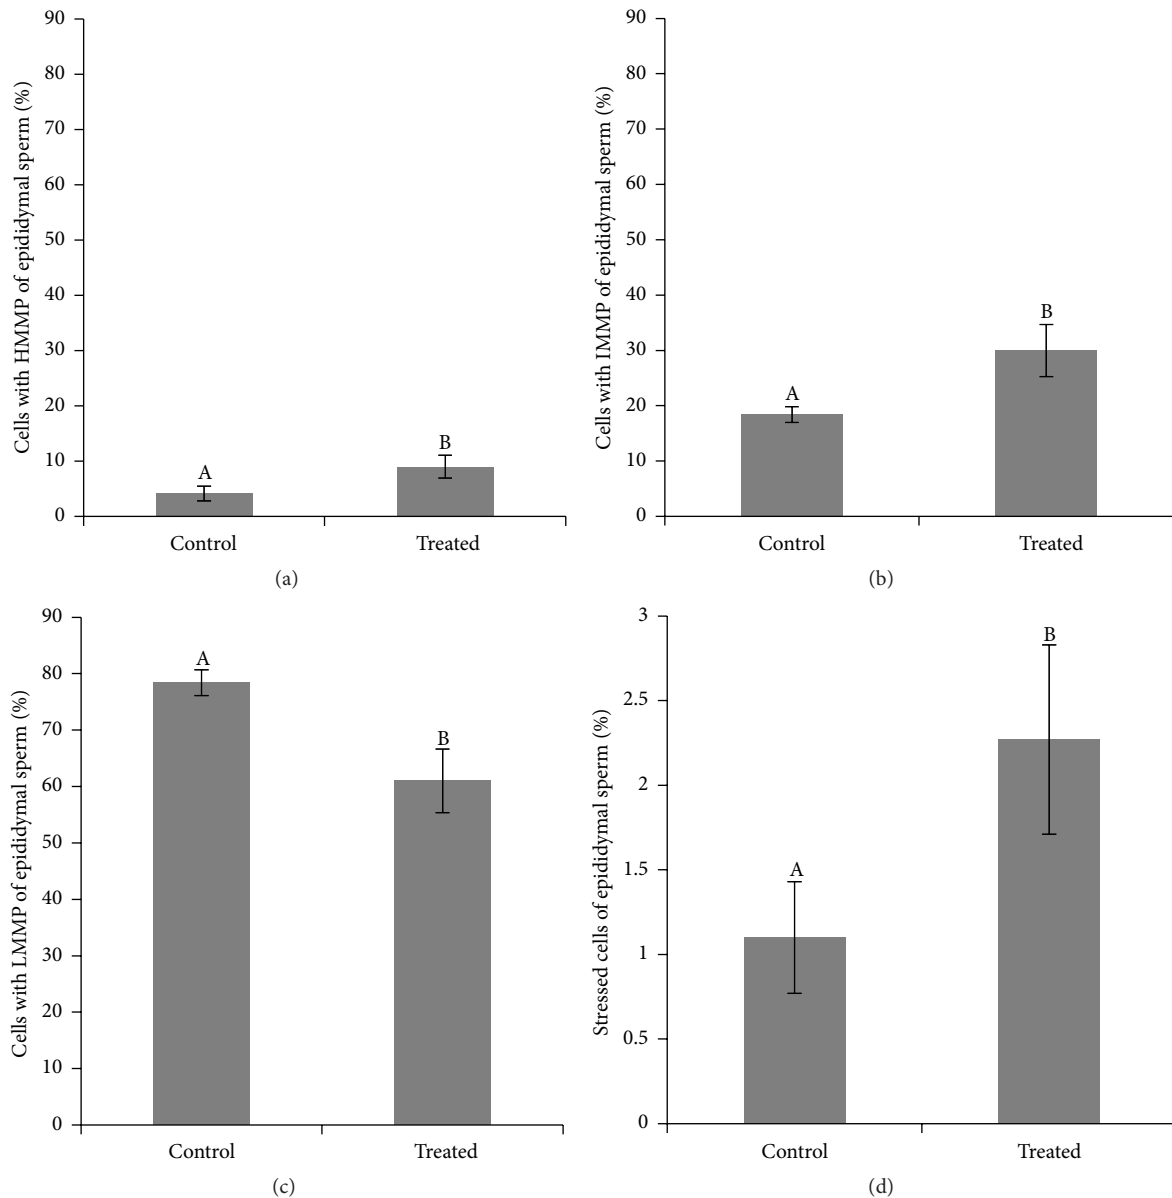 Cells with HMMP of epididymal sperm (%)
90
80
70
60
50
40
30
20
10
0
A
B
Control
Treated
(a)
Cells with IMMP of epididymal sperm (%)
90
80
70
60
50
40
30
20
10
0
A
B
Control
Treated
(b)
Cells with LMMP of epididymal sperm (%)
90
80
70
60
50
40
30
20
10
0
A
B
Control
Treated
(c)
Stressed cells of epididymal sperm (%)
3
2.5
2
1.5
1
0.5
0
A
B
Control
Treated
(d)